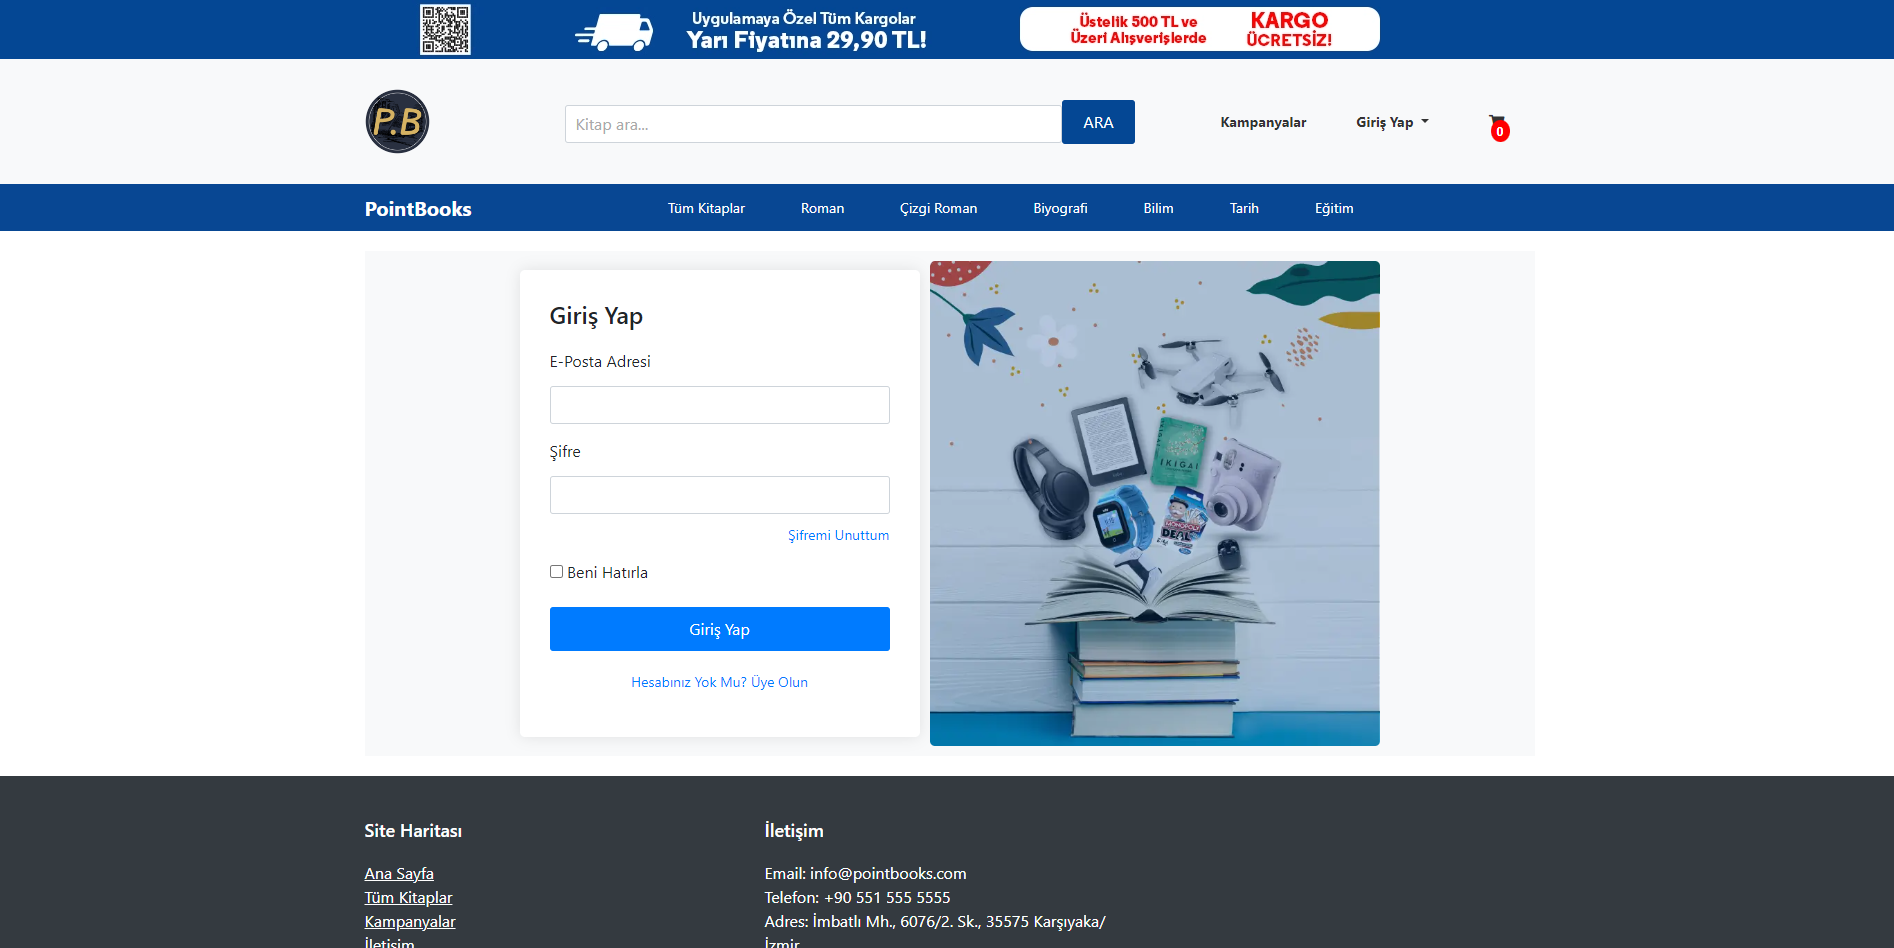 Uygulamaya Özel Tüm Kargolar
Yarı Fiyatına 29,90 TL!
Üstelik 500 TL ve
Üzeri Alışverişlerde
KARGO
ÜCRETSİZ!
P.B
Kitap ara...
ARA
Kampanyalar
Giriş Yap
0
PointBooks
Tüm Kitaplar
Roman
Çizgi Roman
Biyografi
Bilim
Tarih
Eğitim
Giriş Yap
E-Posta Adresi
Şifre
Şifremi Unuttum
Beni Hatırla
Giriş Yap
Hesabınız Yok Mu? Üye Olun
IKIGAI
MONOPOLY
DEAL
Site Haritası
Ana Sayfa
Tüm Kitaplar
Kampanyalar
İletişim
İletişim
Email: info@pointbooks.com
Telefon: +90 551 555 5555
Adres: İmbatlı Mh., 6076/2. Sk., 35575 Karşıyaka/
İzmir